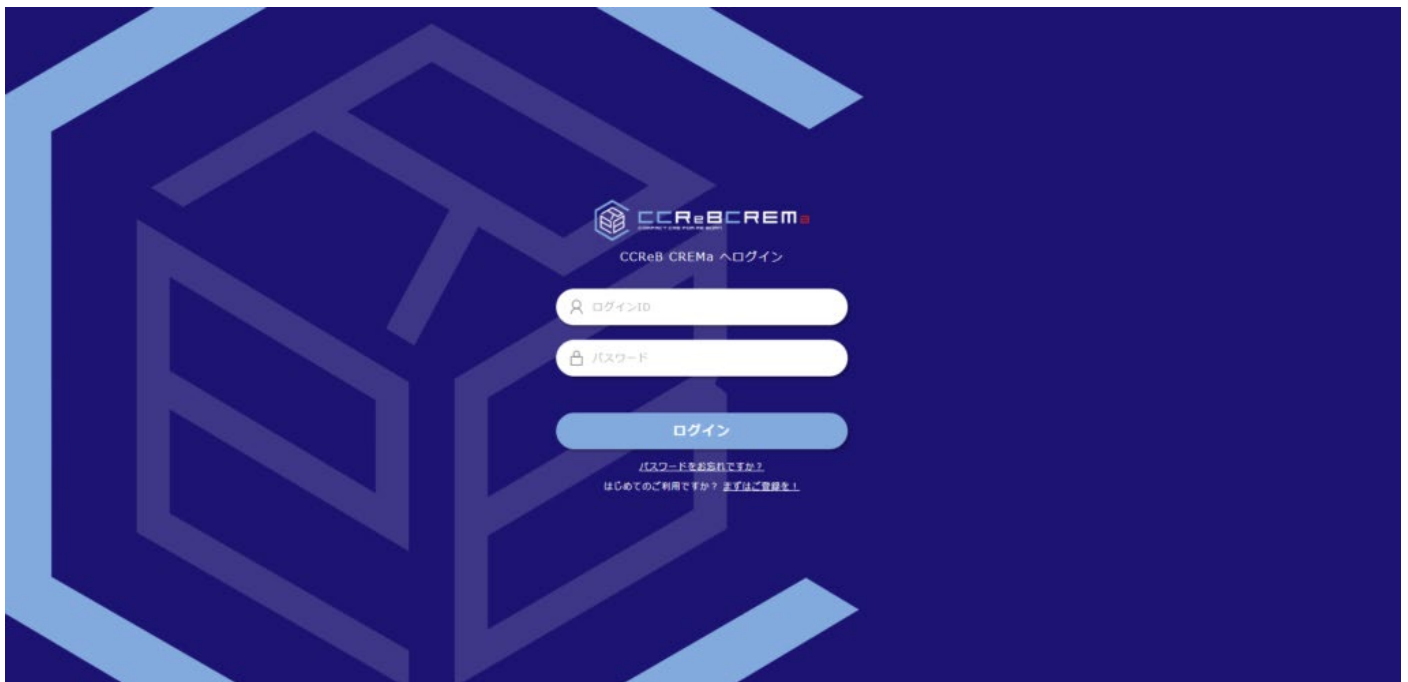 CCReBCREMa
CCReB CREMa へログイン
ログインID
パスワード
ログイン
パスワードをお忘れですか？
はじめてのご利用ですか？ まずはご登録を！